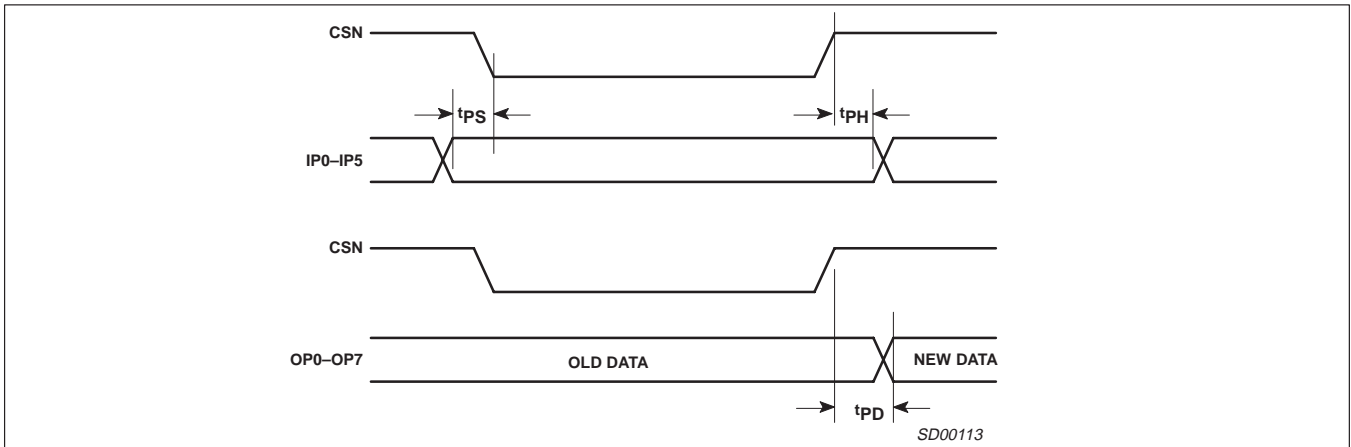 CSN
tPS
tPH
IP0–IP5
CSN
OP0–OP7
OLD DATA
NEW DATA
tPD
SD00113